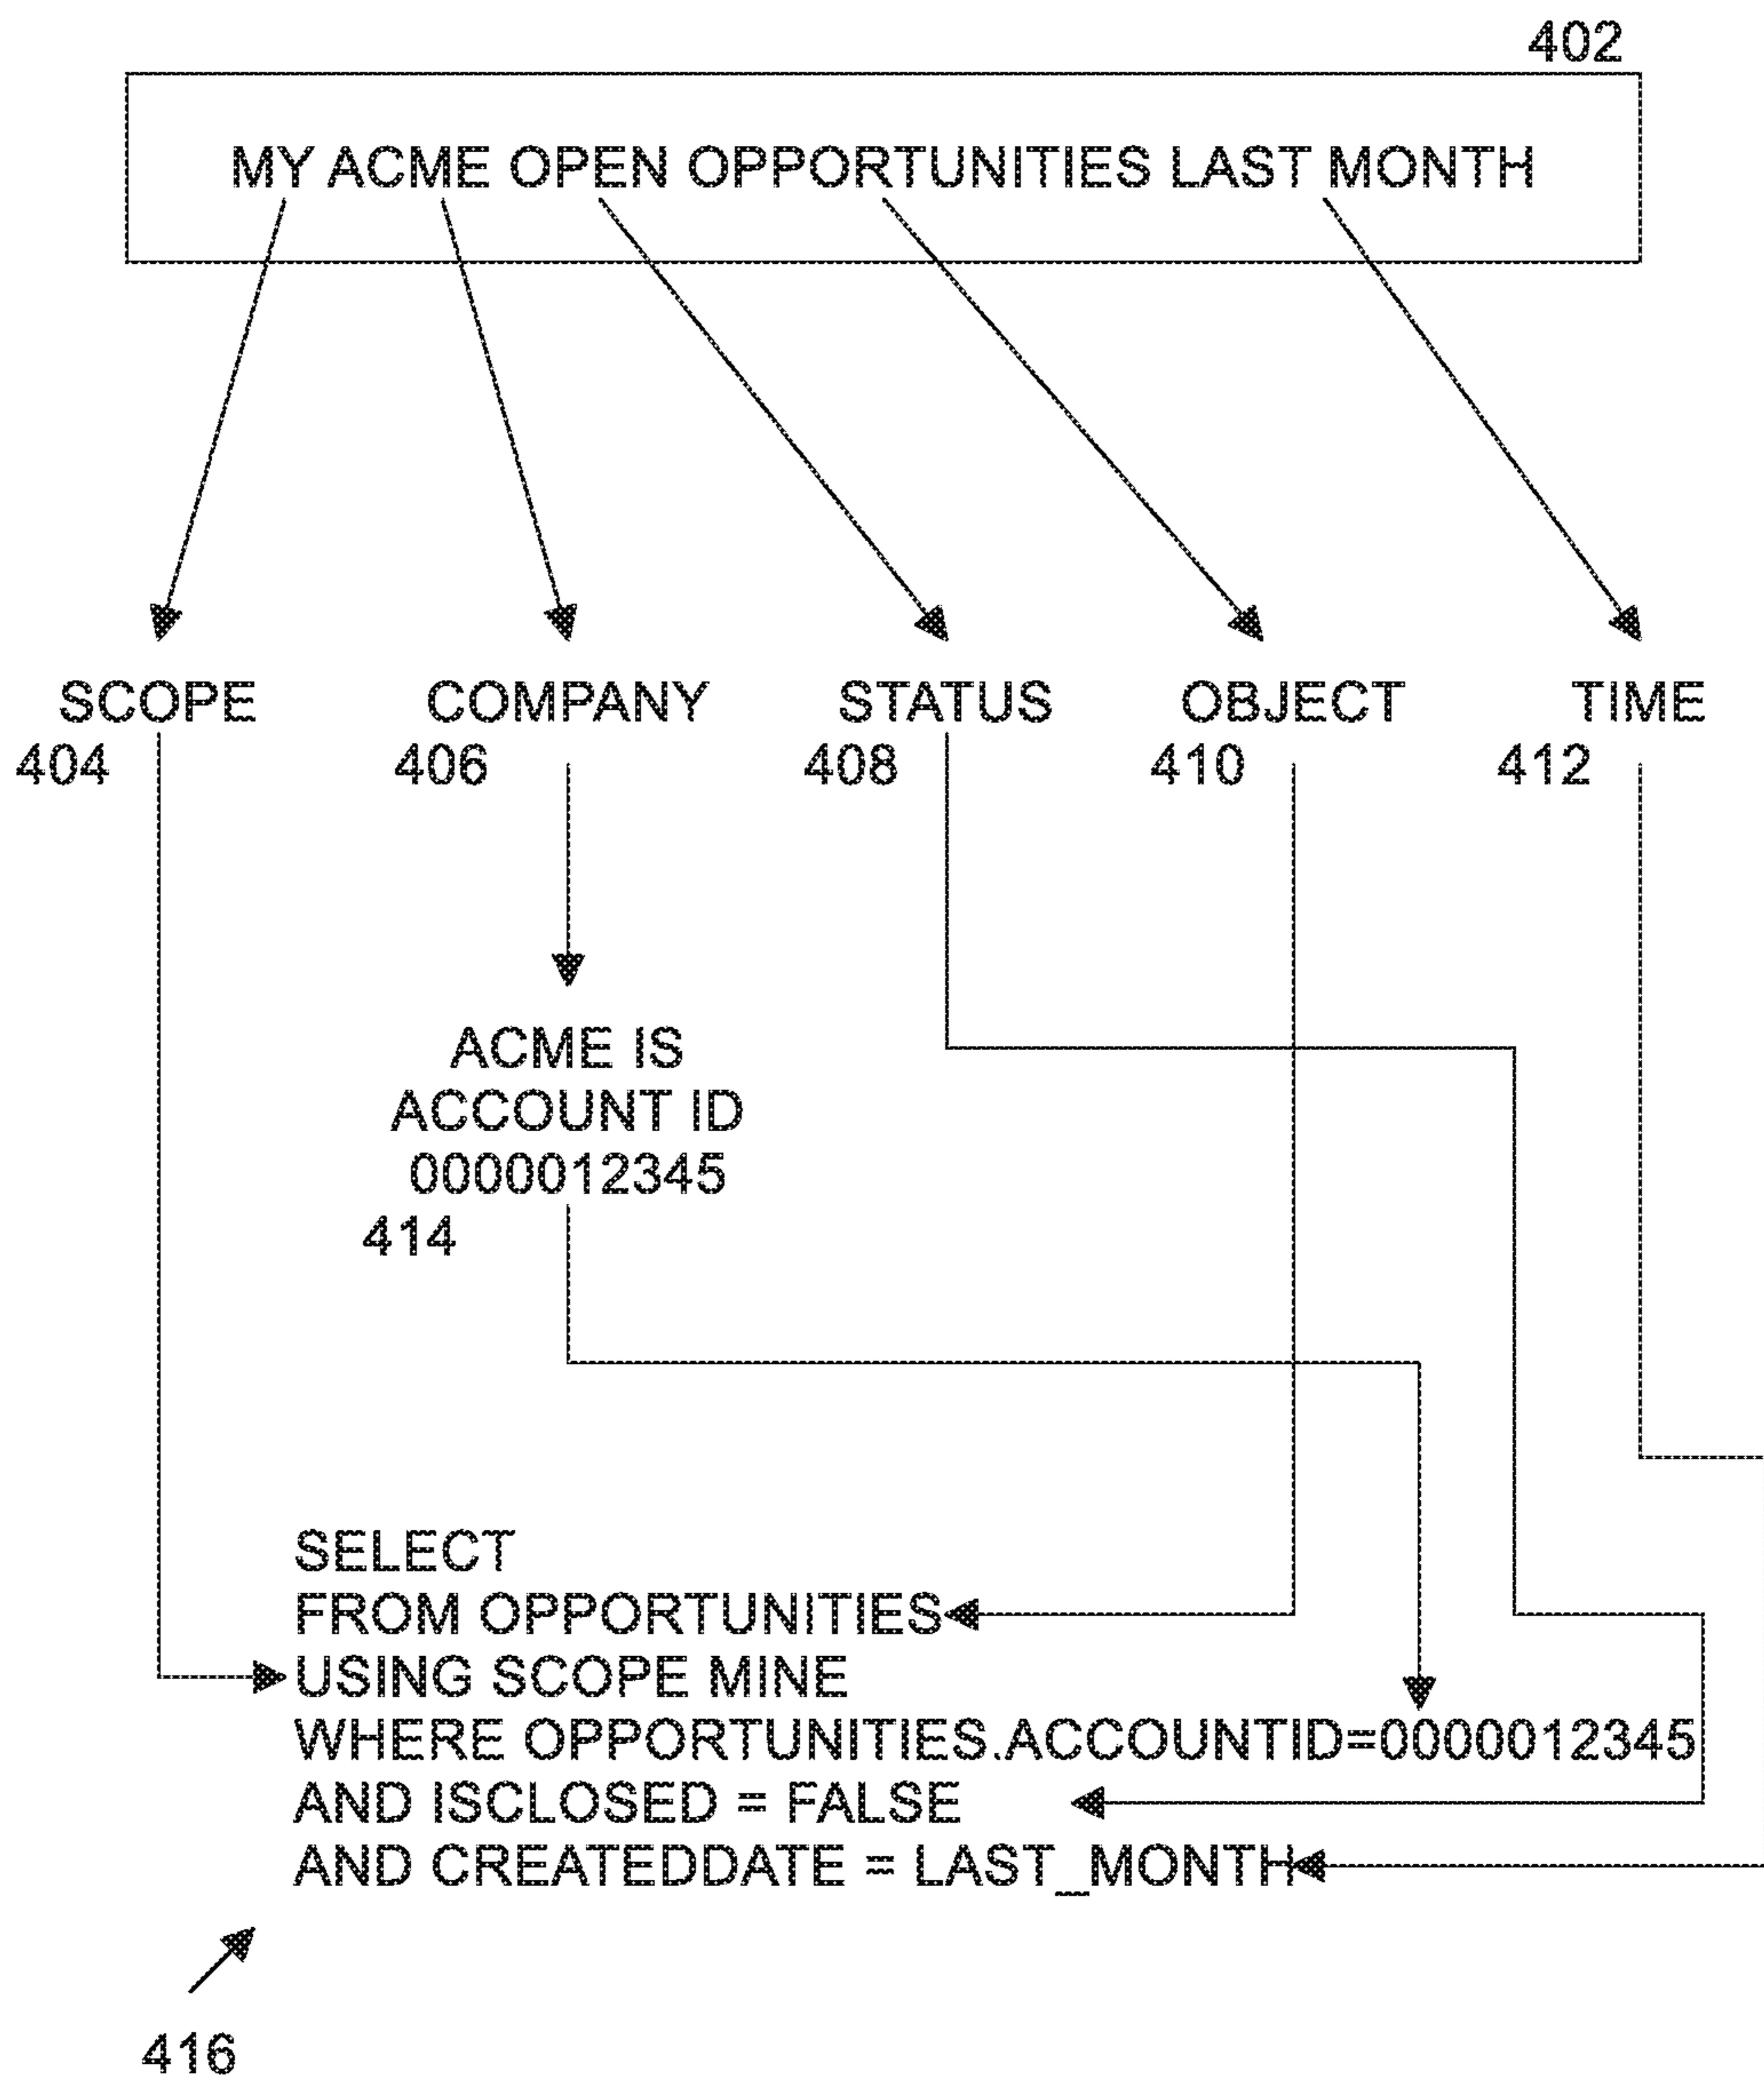 402
MY ACME OPEN OPPORTUNITIES LAST MONTH
SCOPE COMPANY STATUS OBJECT TIME
404 406 408 410 412
ACME IS
ACCOUNT ID
0000012345
414
SELECT
FROM OPPORTUNITIES
USING SCOPE MINE
WHERE OPPORTUNITIES.ACCOUNTID=0000012345
AND ISCLOSED = FALSE
AND CREATEDDATE = LAST_MONTH
416